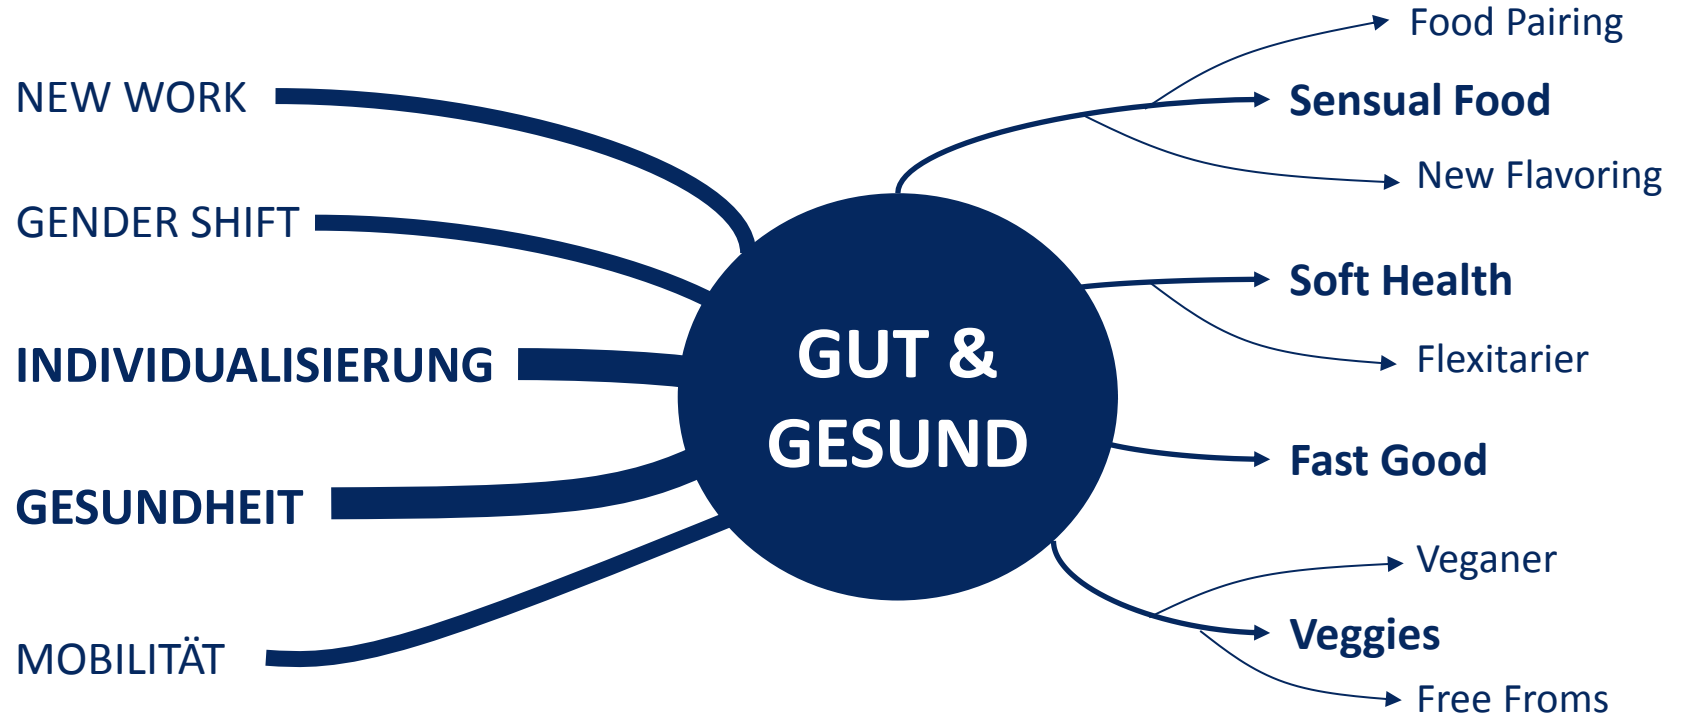 NEW WORK
GENDER SHIFT
INDIVIDUALISIERUNG
GESUNDHEIT
MOBILITÄT
GUT &
GESUND
Food Pairing
Sensual Food
New Flavoring
Soft Health
Flexitarier
Fast Good
Veganer
Veggies
Free Froms